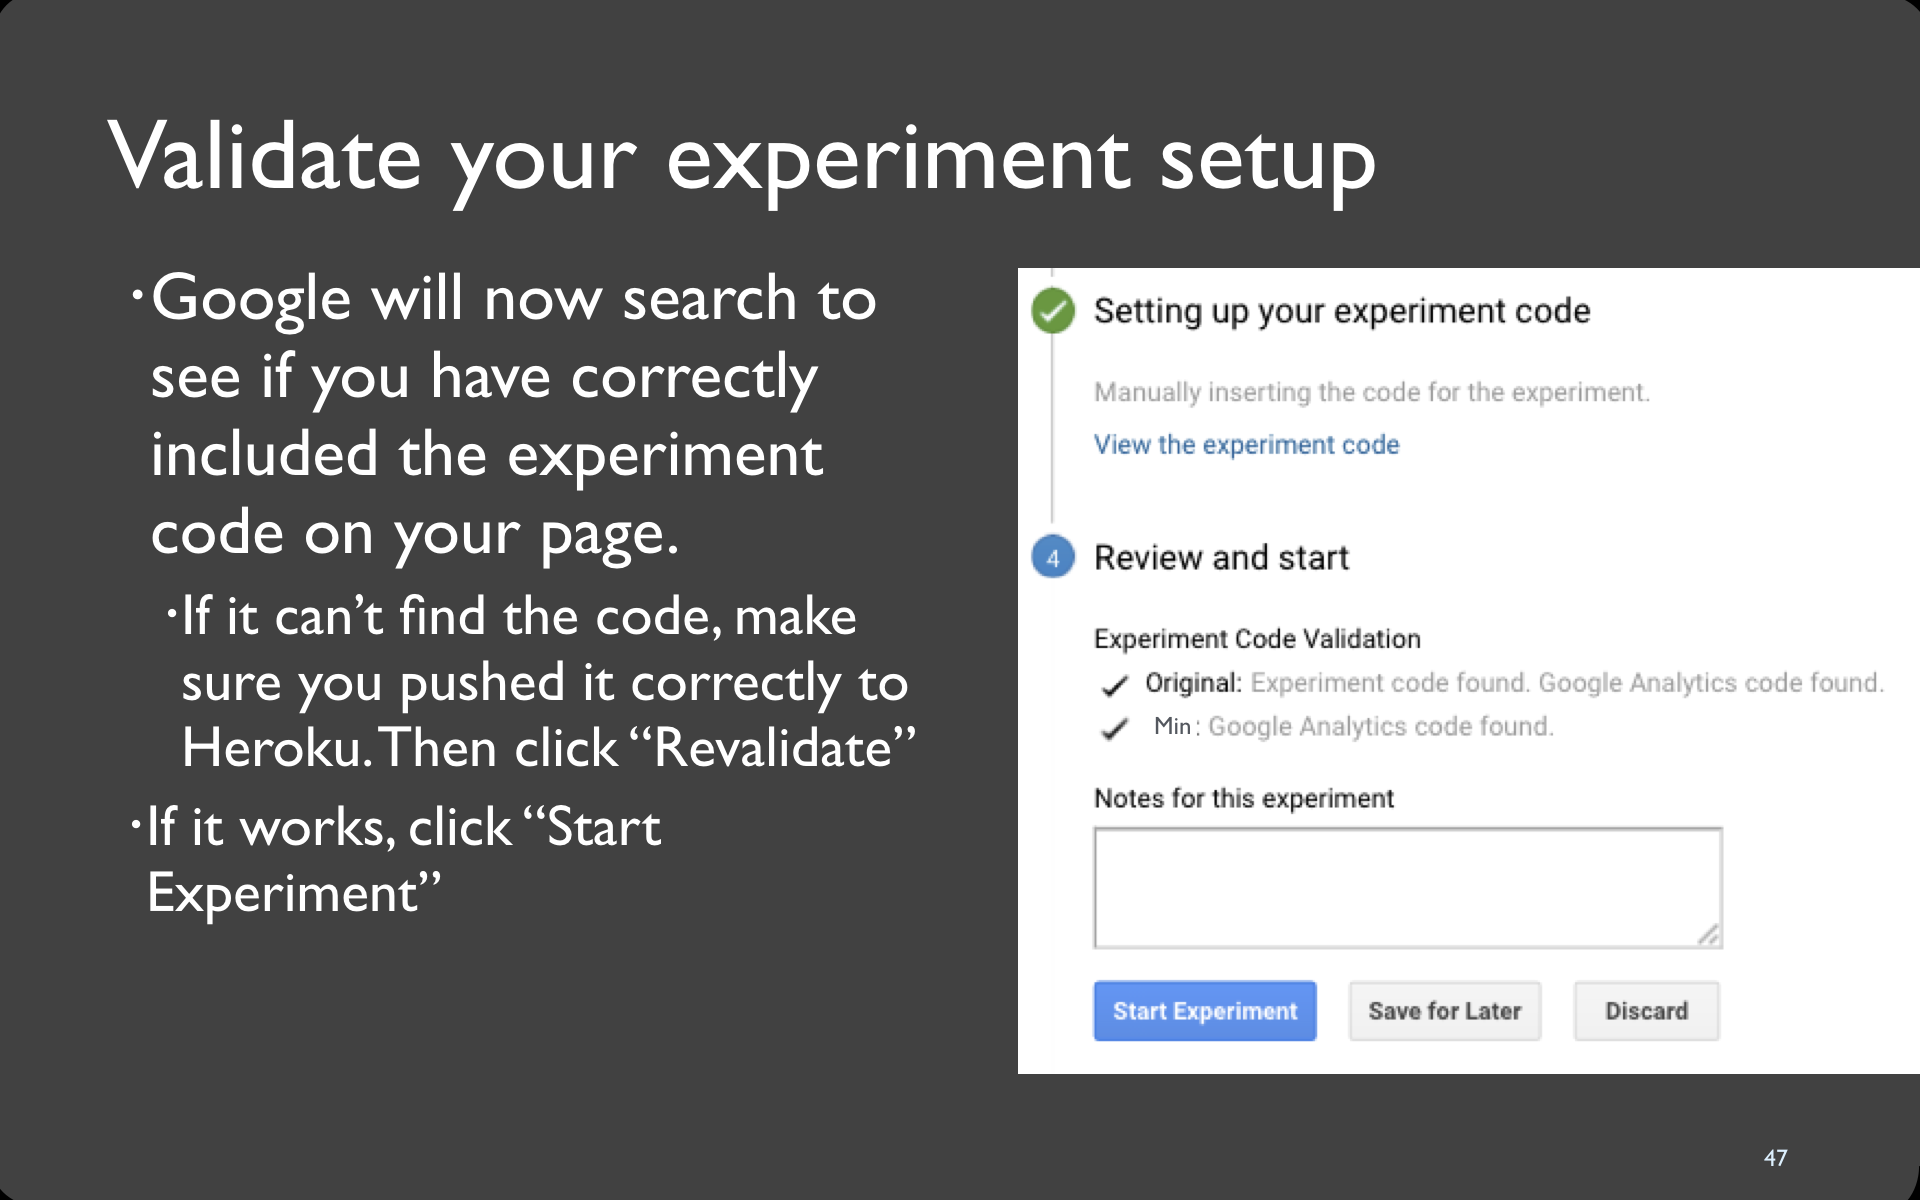 Validate your experiment setup
·Google will now search to
see if you have correctly
included the experiment
code on your page.
·If it can’t find the code, make
sure you pushed it correctly to
Heroku. Then click “Revalidate”
·If it works, click “Start
Experiment”
Setting up your experiment code
Manually inserting the code for the experiment.
View the experiment code
4 Review and start
Experiment Code Validation
Original: Experiment code found. Google Analytics code found.
Min: Google Analytics code found.
Notes for this experiment
Start Experiment Save for Later Discard
47